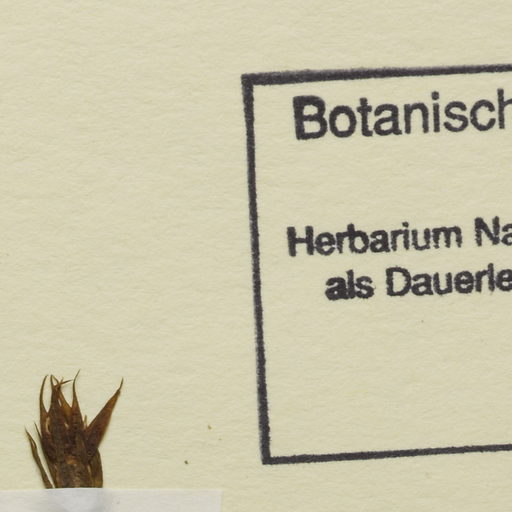 Botanisch
Herbarium Na
als Dauerle